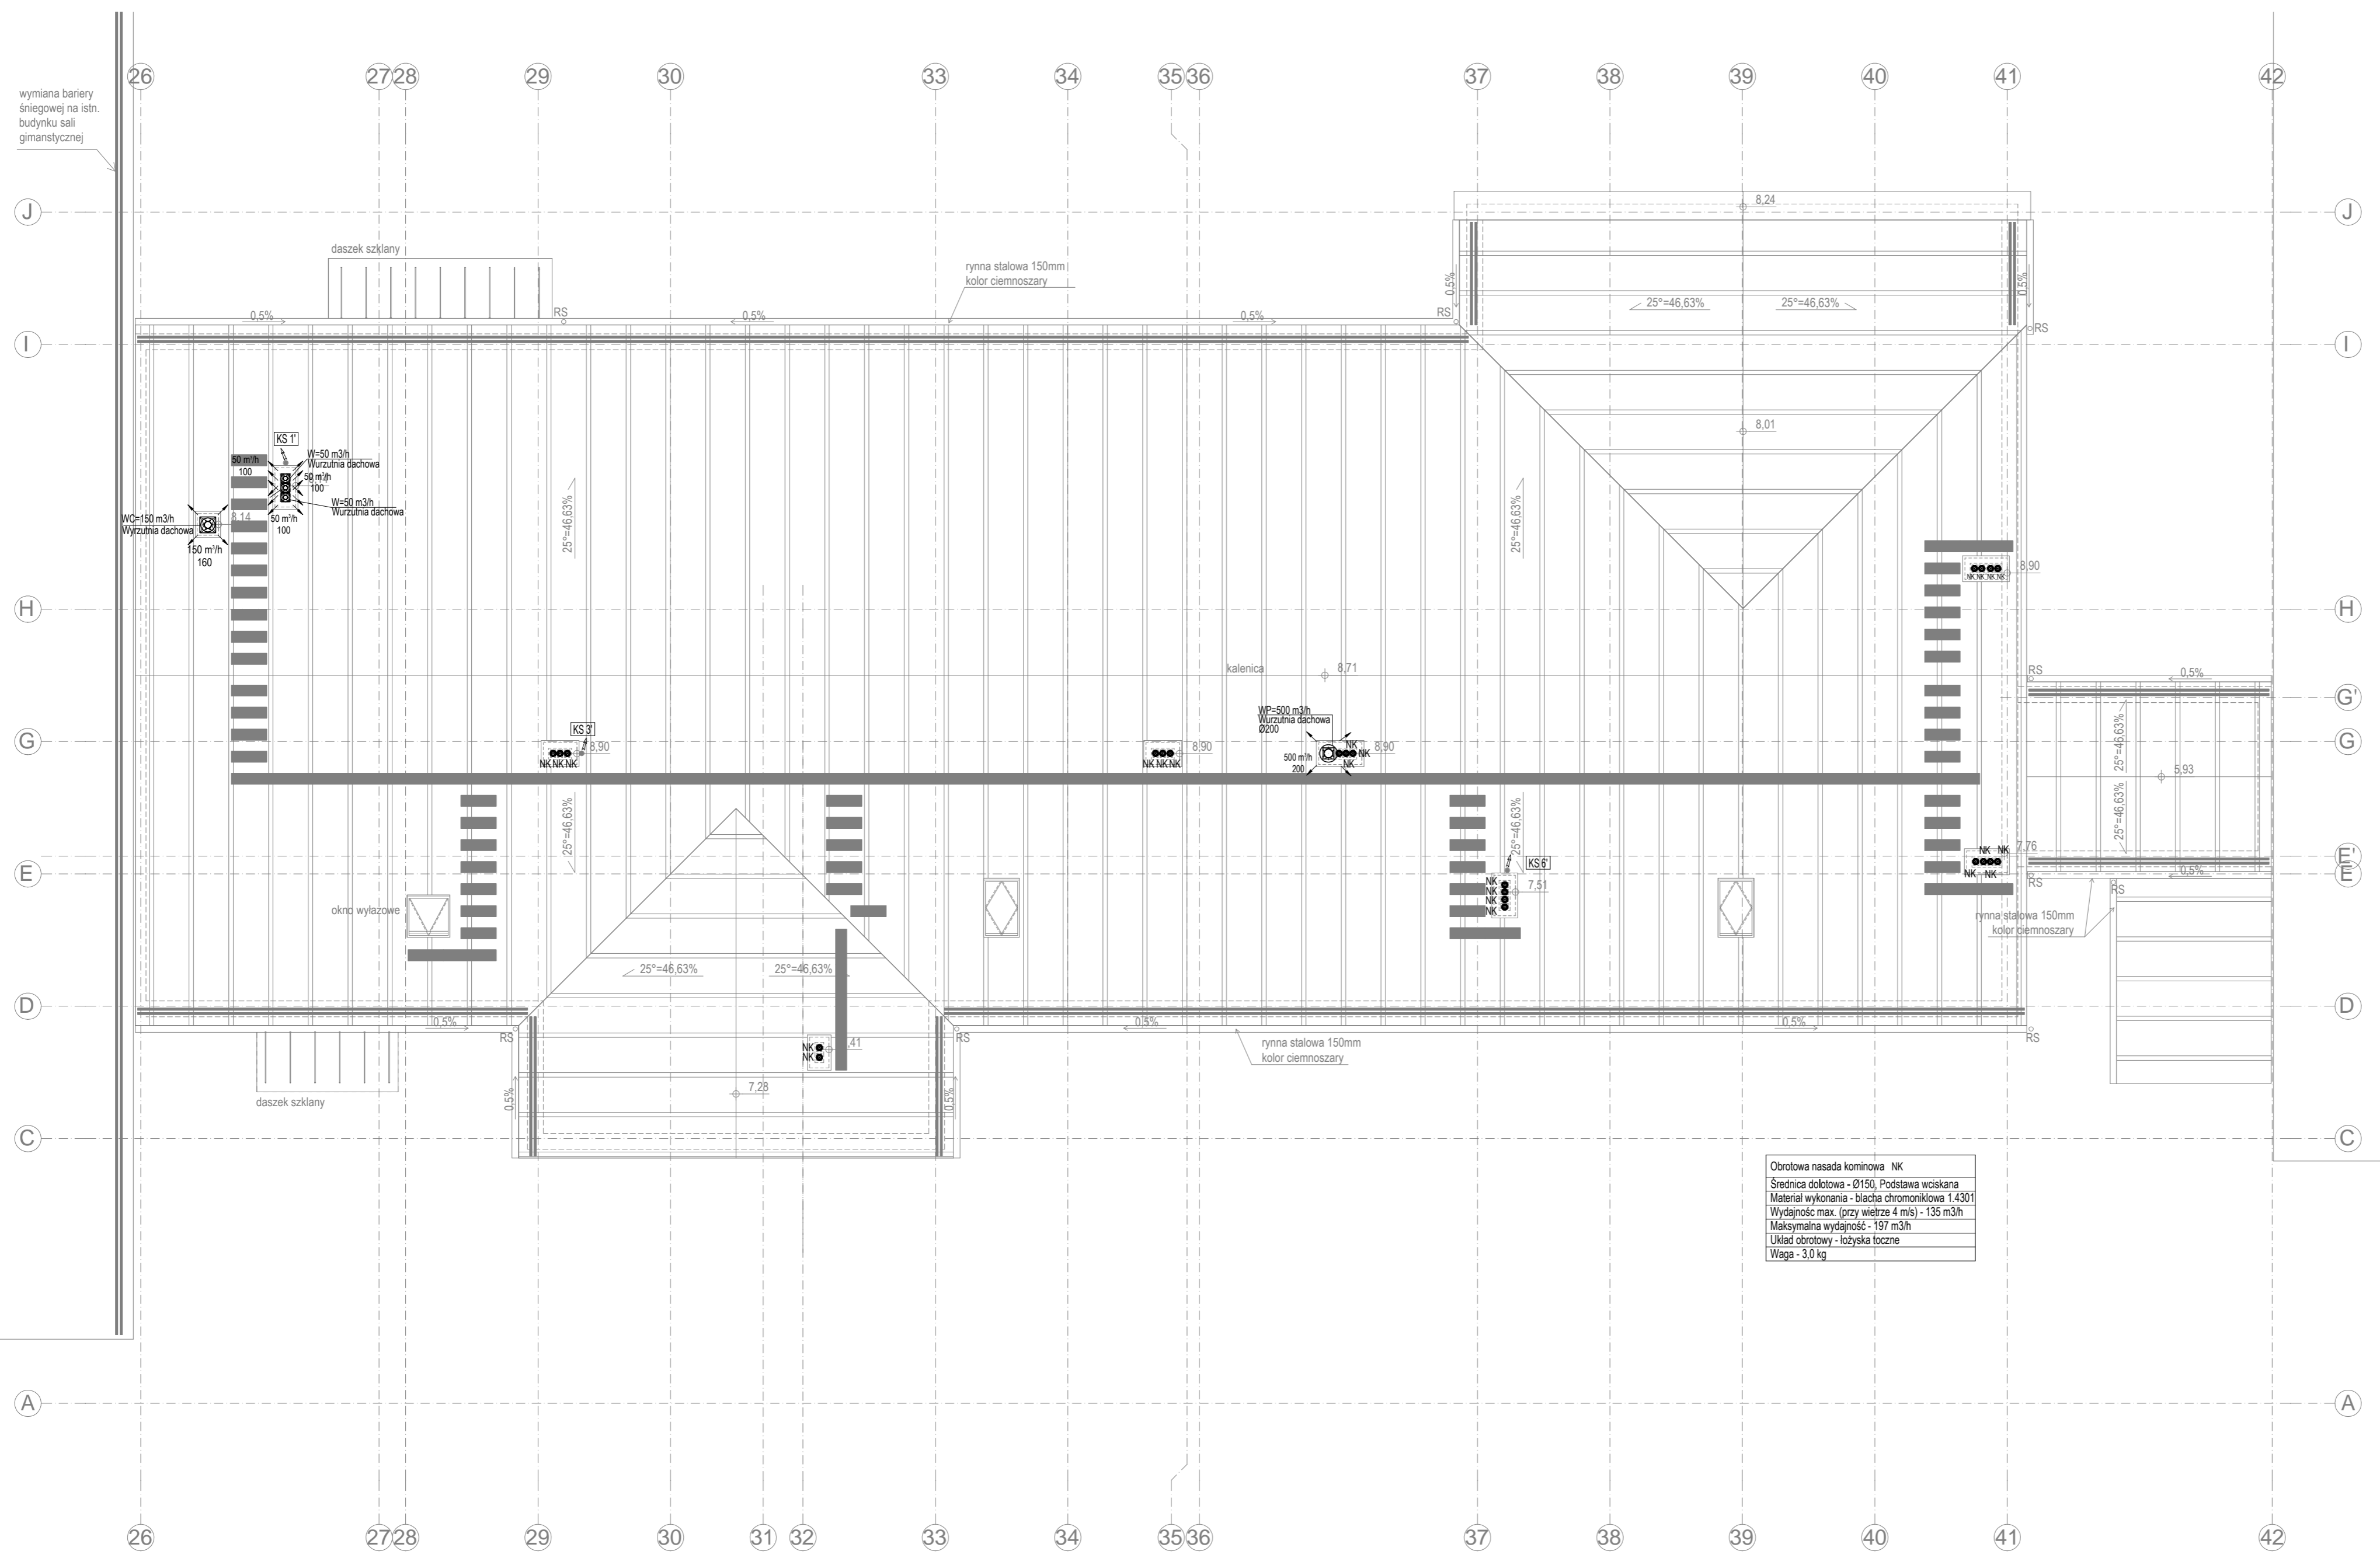 26
27
28
29
30
33
34
35
36
37
38
39
40
41
42
wymiana bariery
śniegowej na istn.
budynku sali
gimanstycznej
J
8,24
J
daszek szklany
rynna stalowa 150mm
kolor ciemnoszary
0,5%
0,5%
25°=46,63%
25°=46,63%
0,5%
RS
0,5%
0,5%
RS
RS
I
I
8,01
KS 1'
W=50 m3/h
Wurzutnia dachowa
50 m³/h
100
50 m³/h
100
W=50 m3/h
Wurzutnia dachowa
50 m³/h
100
WC=150 m3/h
Wyrzutnia dachowa
8,14
150 m³/h
160
25°=46,63%
25°=46,63%
8,90
NK NK NK NK
H
H
kalenica
8,71
RS
0,5%
G'
WP=500 m3/h
Wurzutnia dachowa
Ø200
KS 3'
G
8,90
NK NK NK
8,90
NK NK NK
500 m³/h
200
NK
NK
NK
8,90
G
25°=46,63%
5,93
25°=46,63%
25°=46,63%
25°=46,63%
KS 6'
NK
NK
NK
NK
7,51
NK NK
7,76
NK NK
E'
E
E
0,5%
RS
RS
okno wyłazowe
rynna stalowa 150mm
kolor ciemnoszary
25°=46,63%
25°=46,63%
D
D
0,5%
RS
RS
0,5%
0,5%
RS
NK
NK
,41
rynna stalowa 150mm
kolor ciemnoszary
7,28
0,5%
0,5%
daszek szklany
C
C
Obrotowa nasada kominowa NK
Średnica dolotowa - Ø150, Podstawa wciskana
Materiał wykonania - blacha chromoniklowa 1.4301
Wydajnośc max. (przy wietrze 4 m/s) - 135 m3/h
Maksymalna wydajność - 197 m3/h
Układ obrotowy - łożyska toczne
Waga - 3,0 kg
A
A
26
27
28
29
30
31
32
33
34
35
36
37
38
39
40
41
42